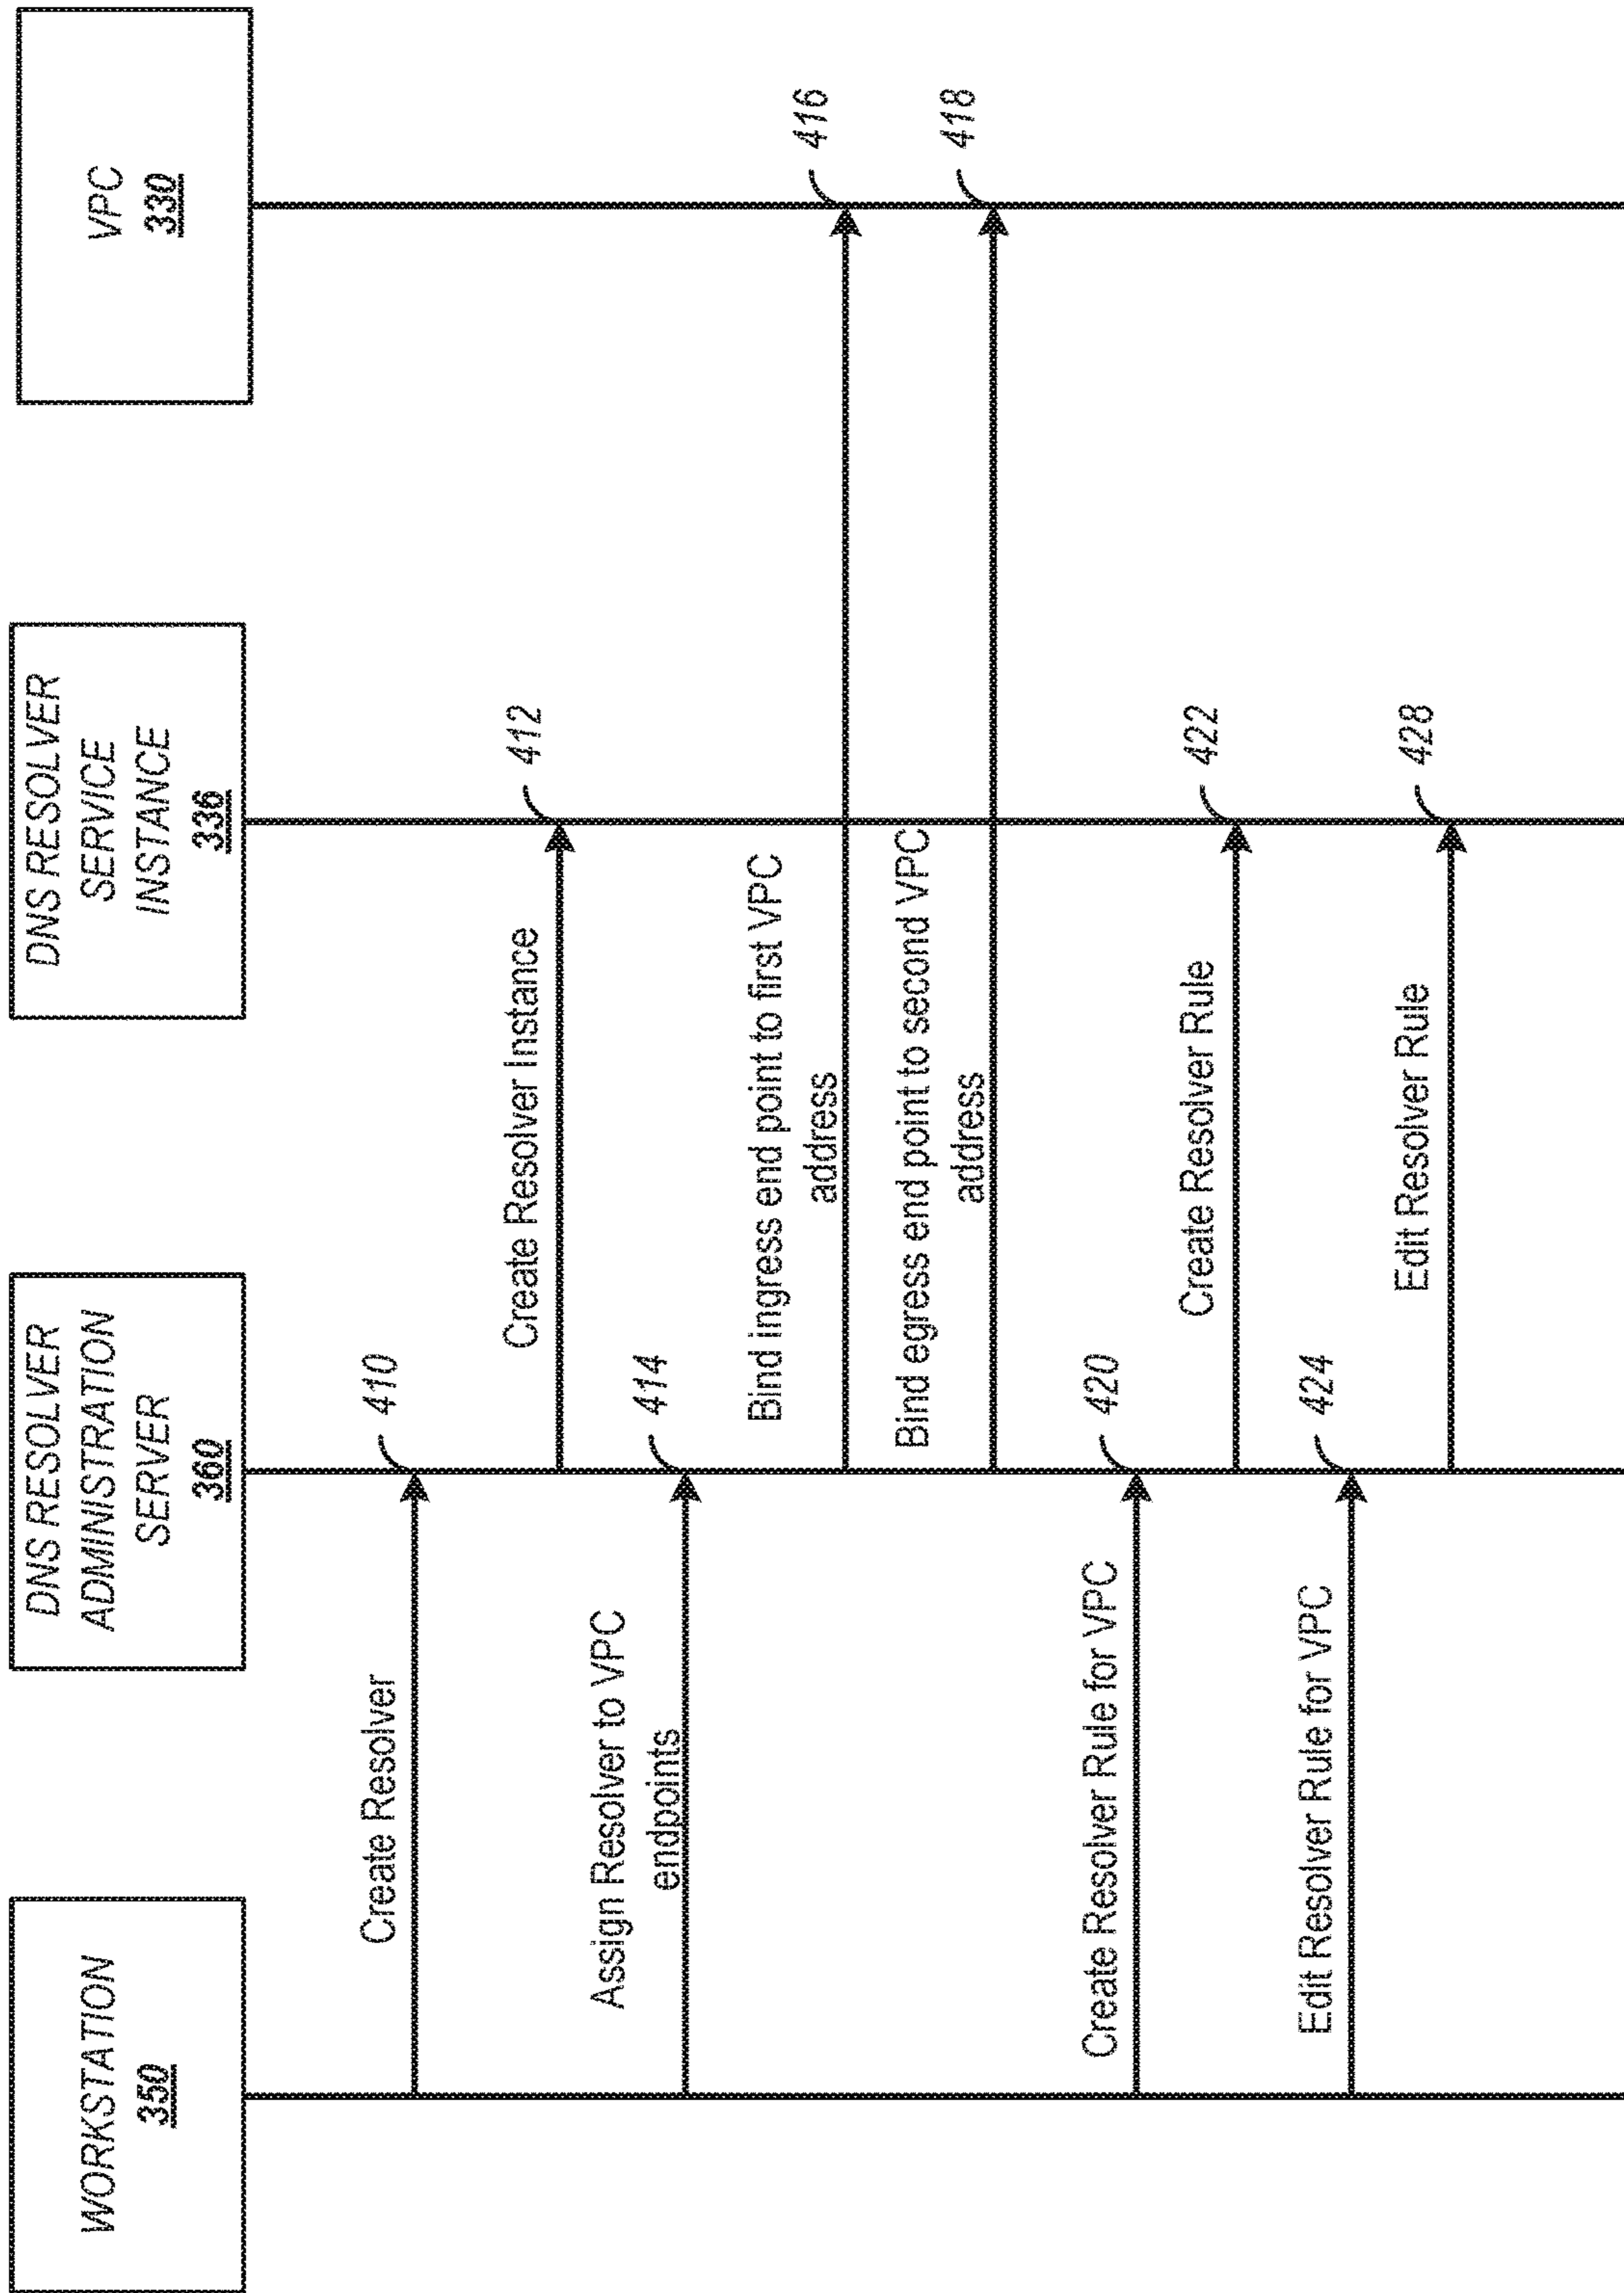 WORKSTATION
350
DNS RESOLVER
ADMINISTRATION
SERVER
360
DNS RESOLVER
SERVICE
INSTANCE
336
VPC
330
Create Resolver
410
Create Resolver Instance
412
Assign Resolver to VPC
endpoints
414
Bind ingress end point to first VPC
address
416
Bind egress end point to second VPC
address
418
Create Resolver Rule for VPC
420
Create Resolver Rule
422
Edit Resolver Rule for VPC
424
Edit Resolver Rule
428